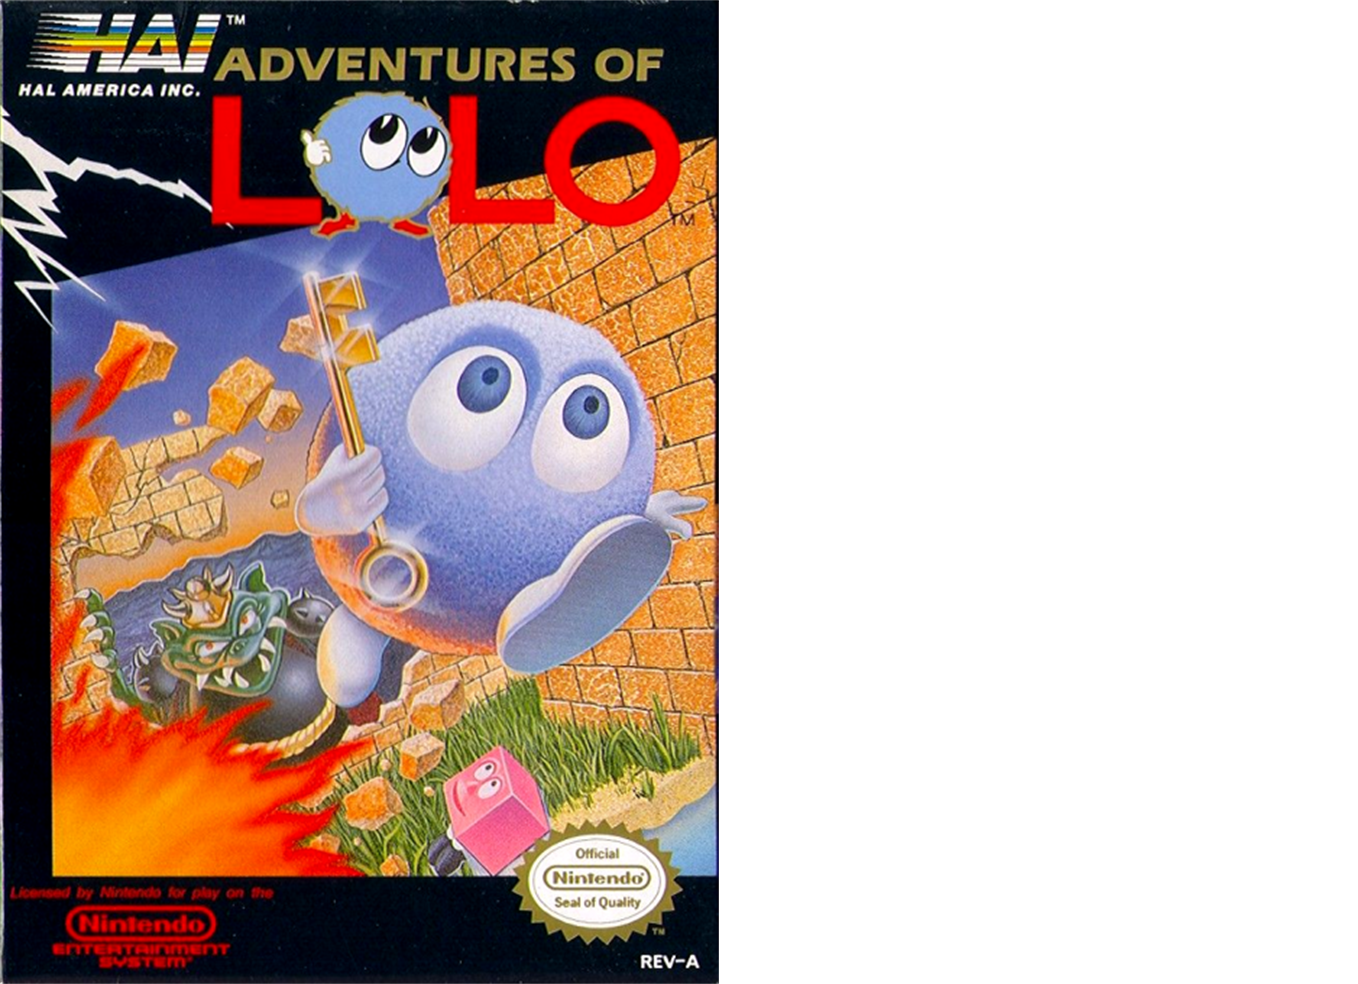 HAL™
HAL AMERICA INC.
ADVENTURES OF
LOLO™
Licensed by Nintendo for play on the
Nintendo
ENTERTAINMENT
SYSTEM®
Official
Nintendo®
Seal of Quality
TM
REV-A